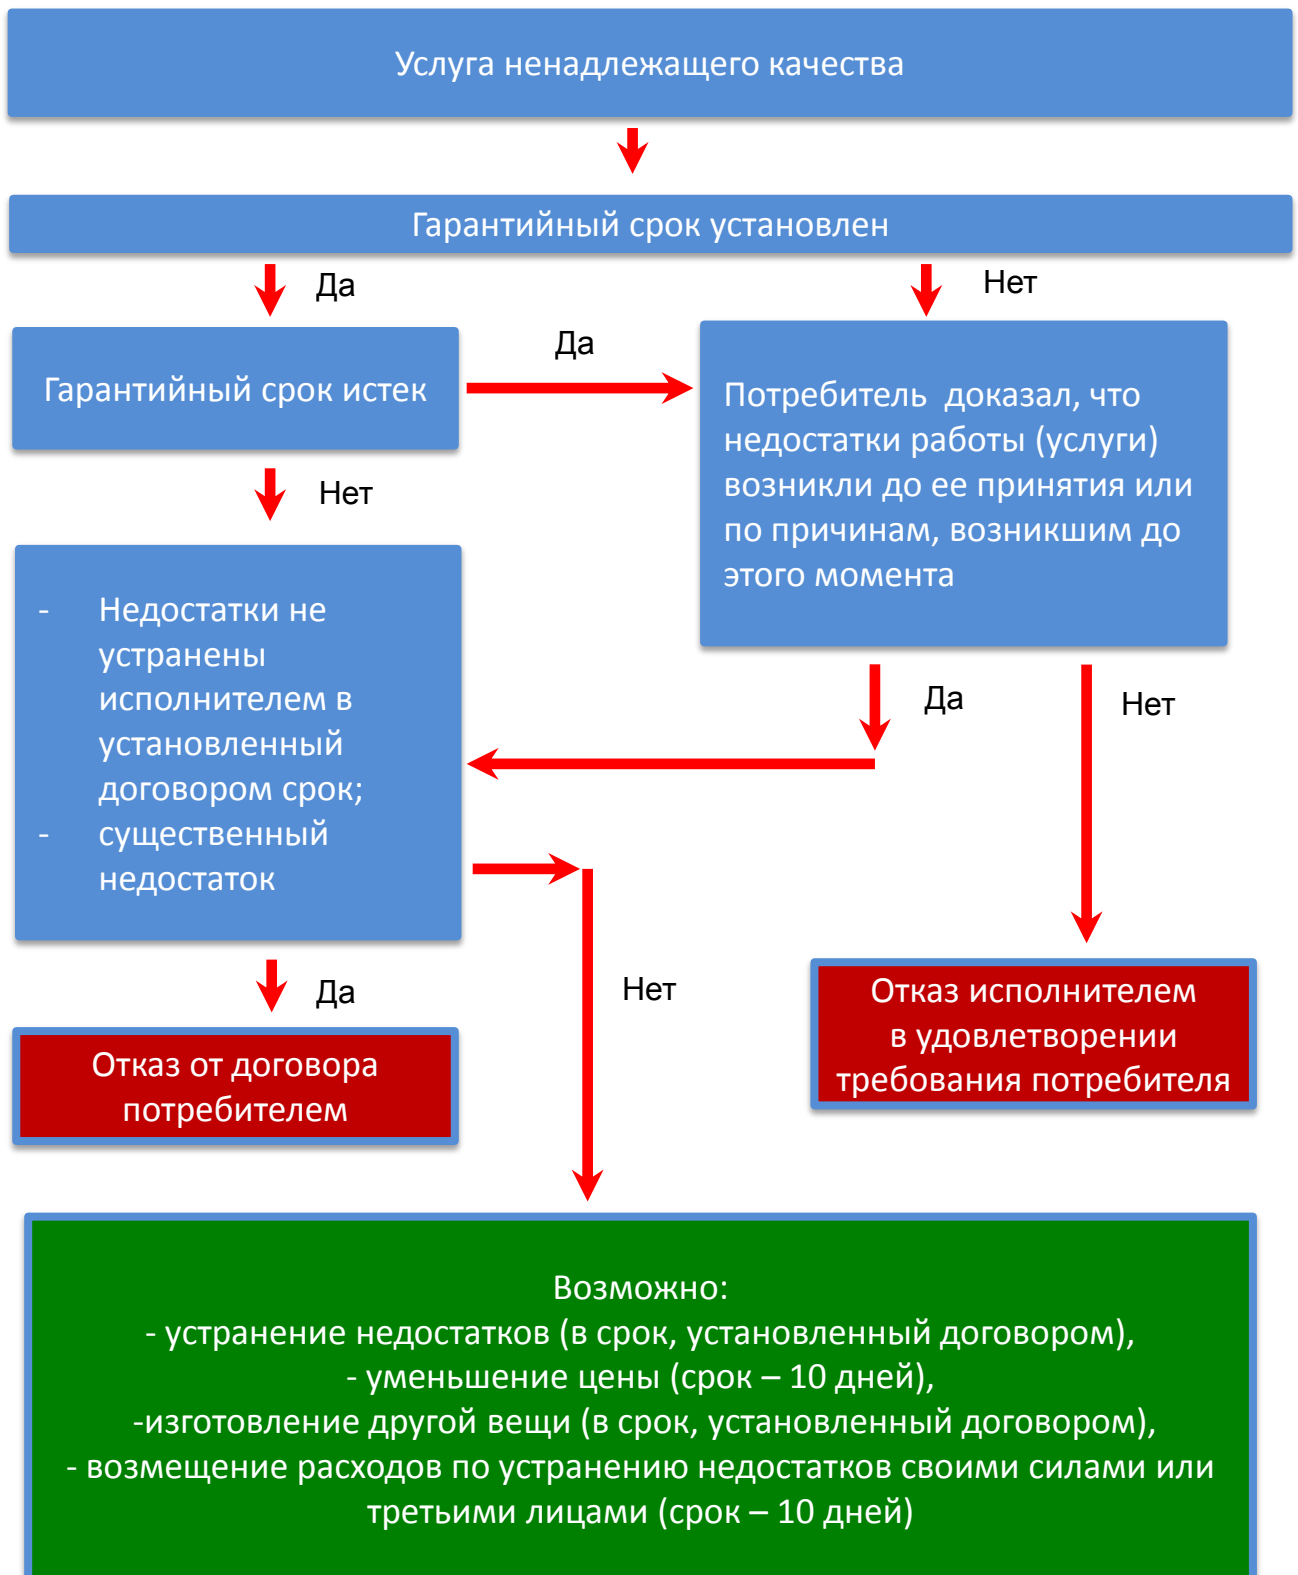 Услуга ненадлежащего качества
Гарантийный срок установлен
Да
Нет
Гарантийный срок истек
Да
Потребитель доказал, что
недостатки работы (услуги)
возникли до ее принятия или
по причинам, возникшим до
этого момента
Нет
- Недостатки не
устранены
исполнителем в
установленный
договором срок;
- существенный
недостаток
Да
Нет
Да
Нет
Отказ от договора
потребителем
Отказ исполнителем
в удовлетворении
требования потребителя
Возможно:
- устранение недостатков (в срок, установленный договором),
- уменьшение цены (срок – 10 дней),
-изготовление другой вещи (в срок, установленный договором),
- возмещение расходов по устранению недостатков своими силами или
третьими лицами (срок – 10 дней)